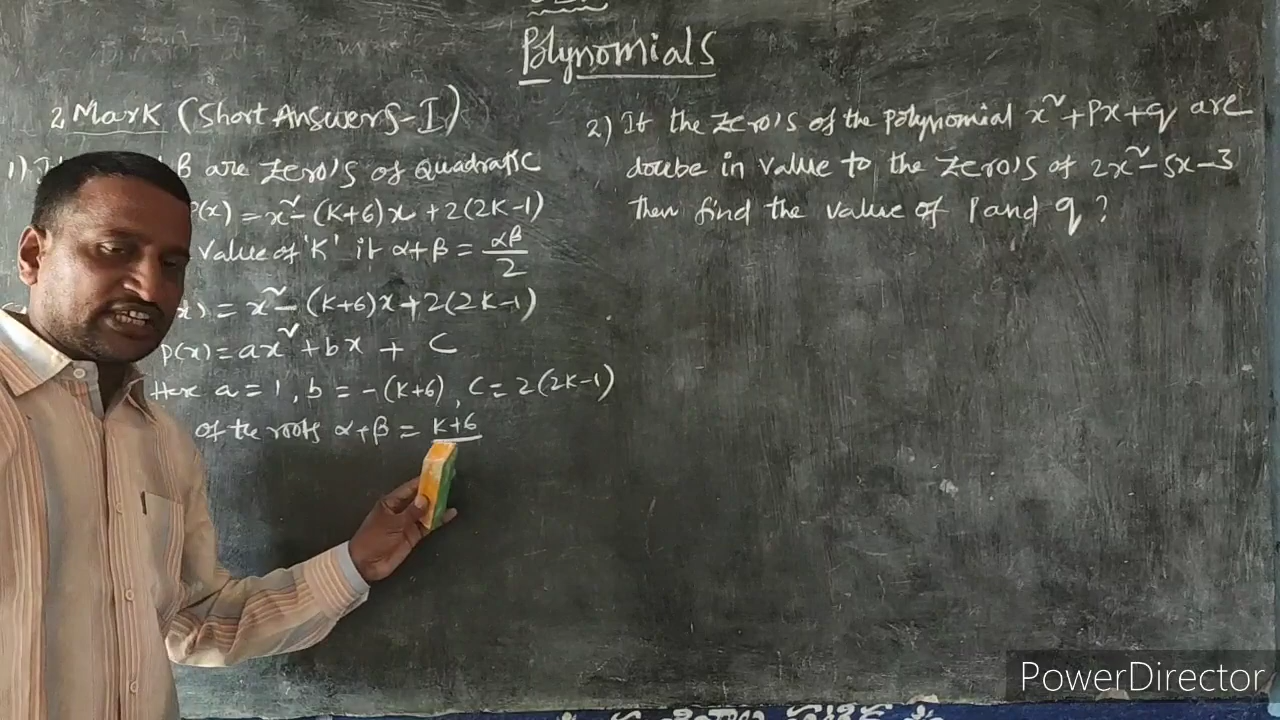 Polynomials
2 Mark (Short Answers-I)
1) β are Zero's of Quadratic
P(x) = x² - (K+6)x + 2(2K-1)
value of 'K' if α+β = αβ/2
x) = x² - (K+6)x + 2(2K-1)
P(x) = ax² + bx + C
Here a = 1, b = -(K+6), C = 2(2K-1)
of the roots α+β = K+6
2) If the Zero's of the Polynomial x² + Px + q are
doube in value to the Zero's of 2x² - 5x - 3
then find the value of P and q?
PowerDirector